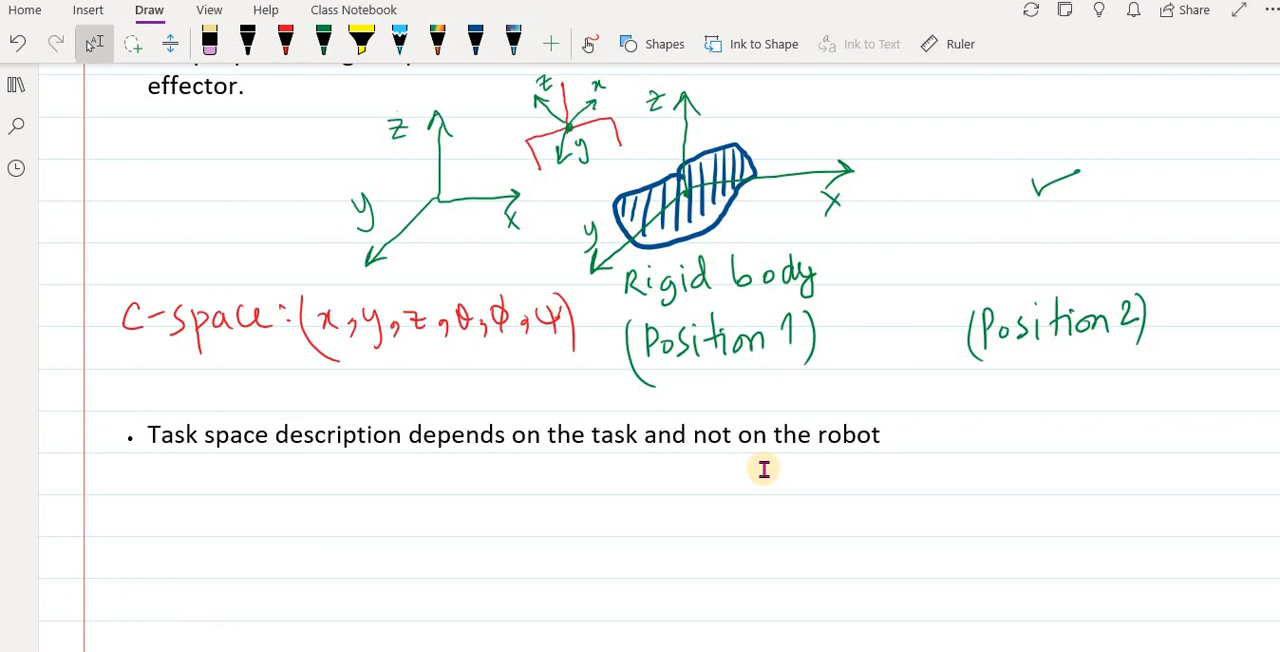 Home Insert Draw View Help Class Notebook Share
Shapes Ink to Shape Ink to Text Ruler
effector.
z x z
z y
y x y x
Rigid body
C-space:(x,y,z,θ,φ,ψ) (Position 1) (Position 2)
• Task space description depends on the task and not on the robot